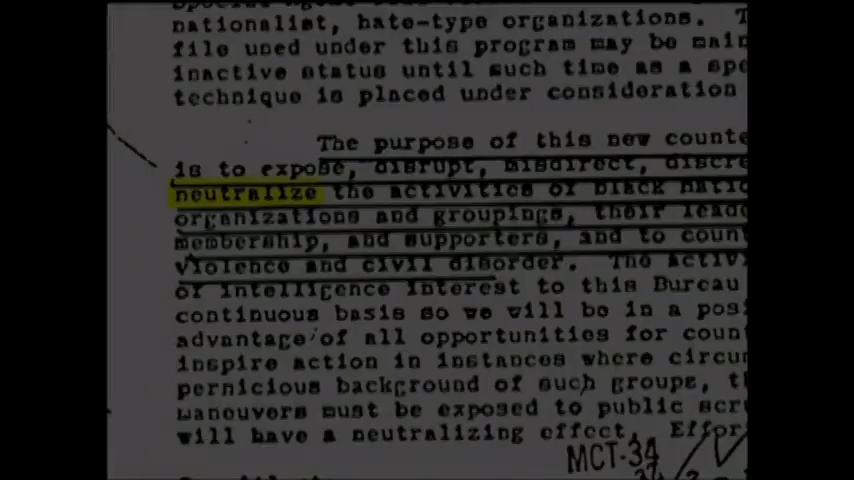 nationalist, hate-type organizations. T
file used under this program may be main
inactive status until such time as a spe
technique is placed under consideration
The purpose of this new counte
is to expose, disrupt, misdirect, discre
neutralize the activities of black natio
organizations and groupings, their leade
membership, and supporters, and to count
violence and civil disorder. The activi
of intelligence interest to this Bureau
continuous basis so we will be in a posi
advantage of all opportunities for coun
inspire action in instances where circum
pernicious background of such groups, th
maneuvers must be exposed to public scru
will have a neutralizing effect. Effor
MCT-34